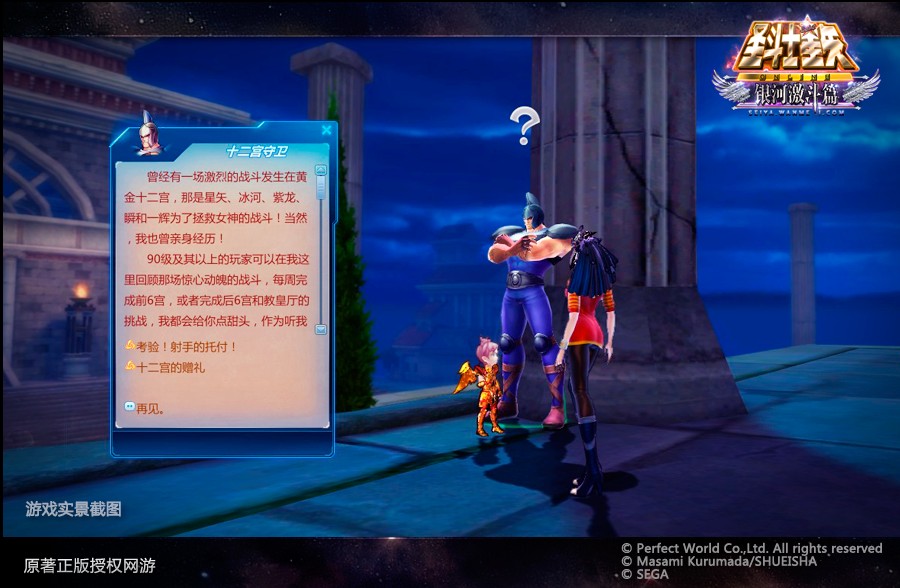 圣斗士星矢
ONLINE
银河激斗篇
SEIYA.WANMEI.COM
十二宫守卫
曾经有一场激烈的战斗发生在黄
金十二宫，那是星矢、冰河、紫龙、
瞬和一辉为了拯救女神的战斗！当然
，我也曾亲身经历！
90级及其以上的玩家可以在我这
里回顾那场惊心动魄的战斗，每周完
成前6宫，或者完成后6宫和教皇厅的
挑战，我都会给你点甜头，作为听我
考验！射手的托付！
十二宫的赠礼
再见。
?
游戏实景截图
原著正版授权网游
© Perfect World Co.,Ltd. All rights reserved
© Masami Kurumada/SHUEISHA
© SEGA